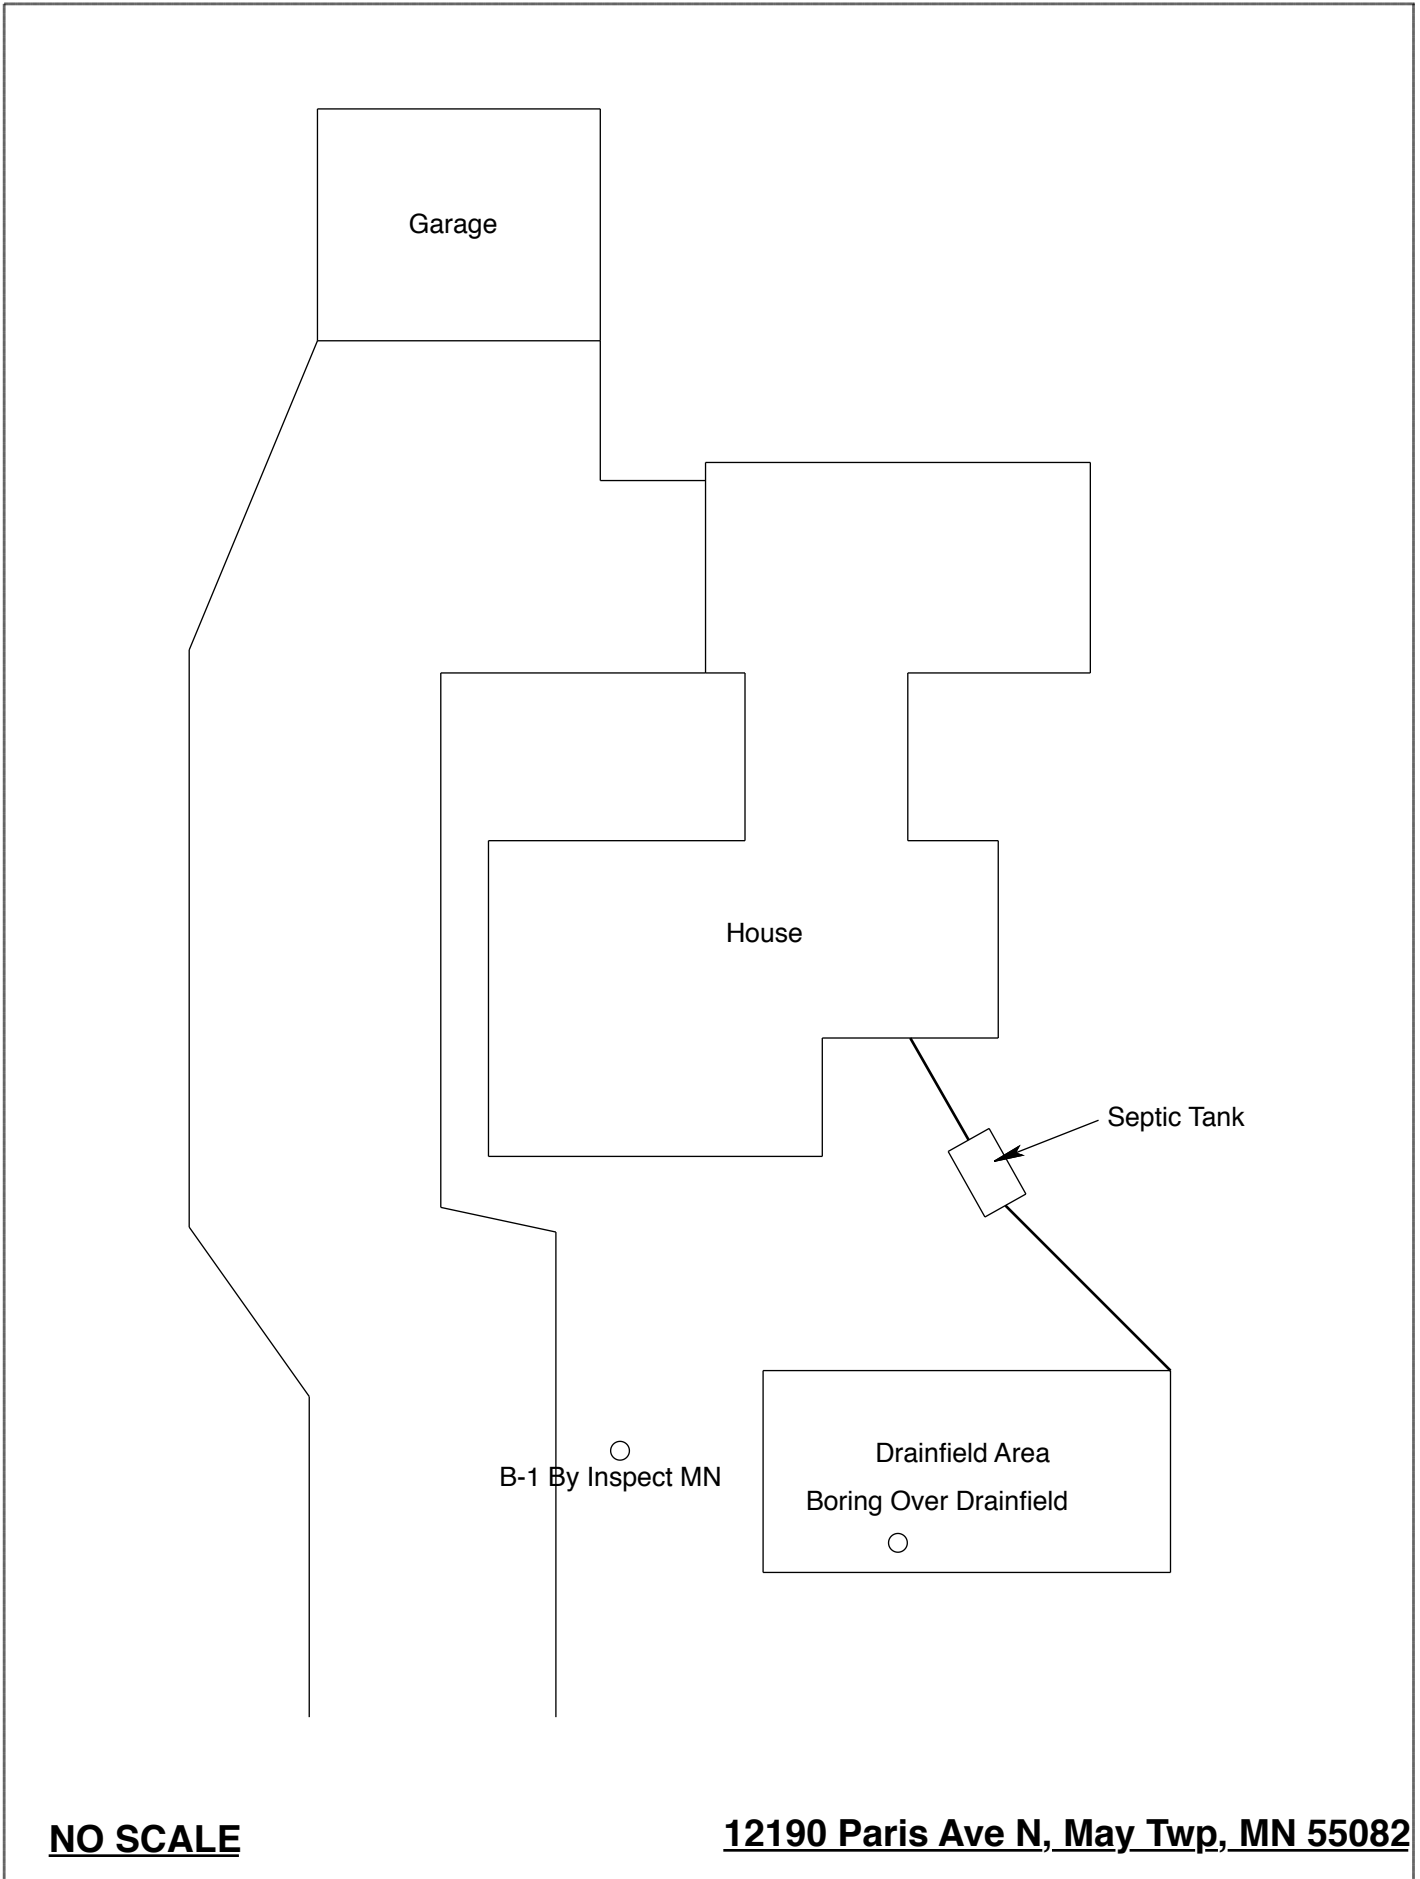 Garage
House
Septic Tank
Drainfield Area
B-1 By Inspect MN
Boring Over Drainfield
NO SCALE
12190 Paris Ave N, May Twp, MN 55082